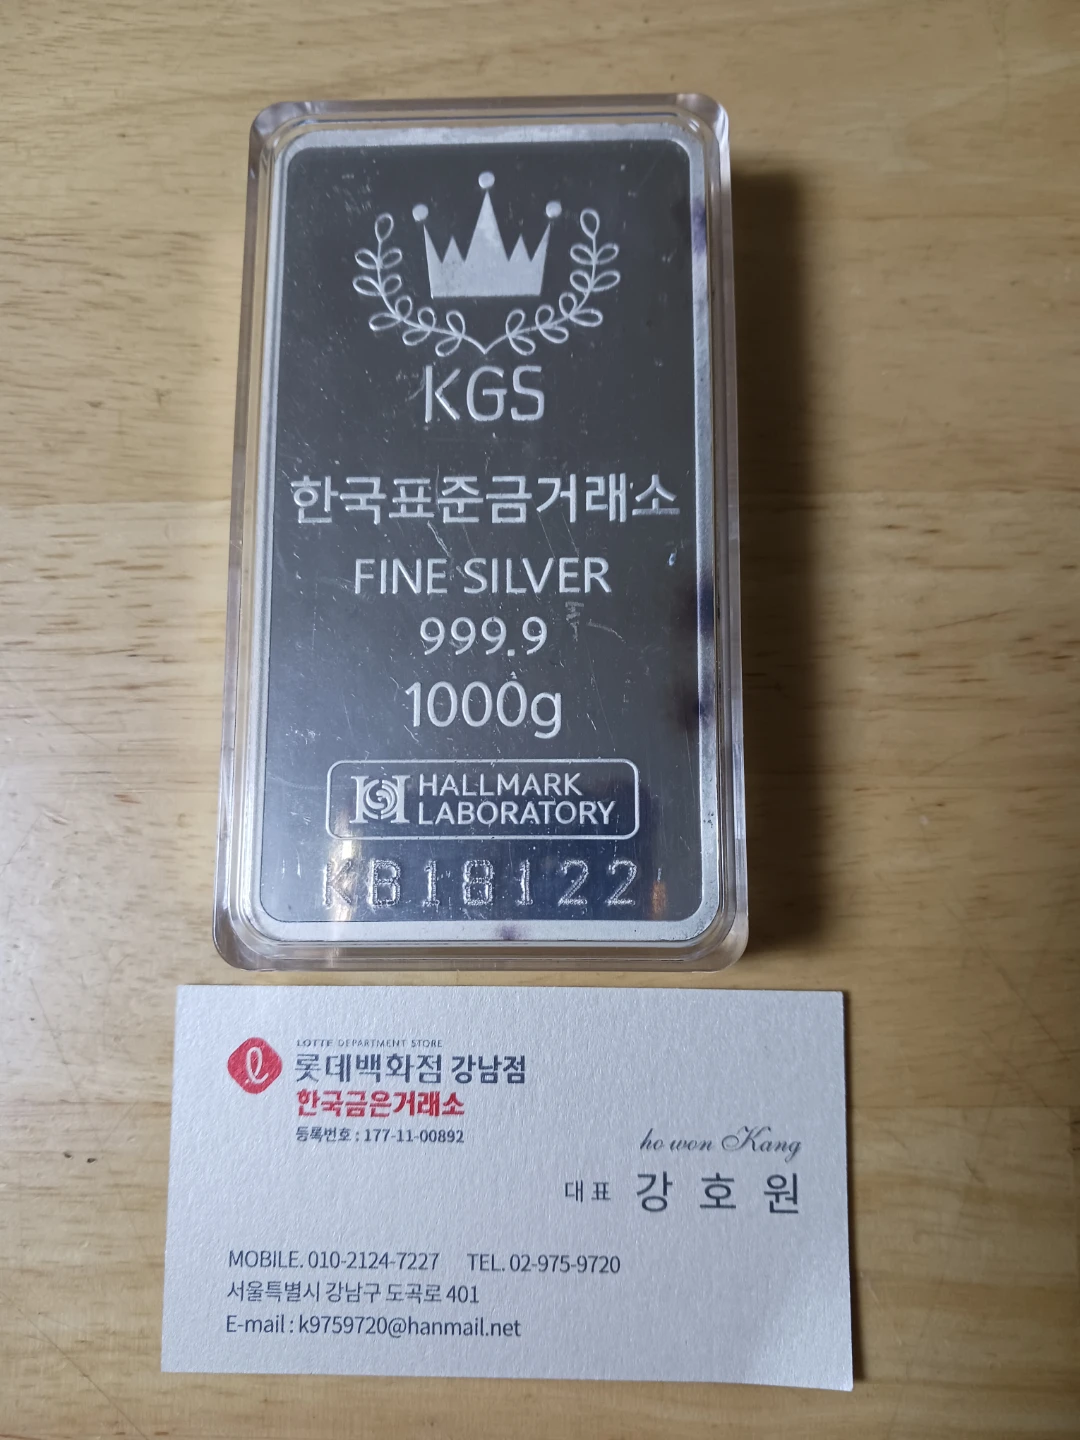 KGS
한국표준금거래소
FINE SILVER
999.9
1000g
HALLMARK
LABORATORY
KB18122
LOTTE DEPARTMENT STORE
롯데백화점 강남점
한국금은거래소
등록번호 : 177-11-00892
ho won Kang
대표 강호원
MOBILE. 010-2124-7227 TEL. 02-975-9720
서울특별시 강남구 도곡로 401
E-mail : k9759720@hanmail.net